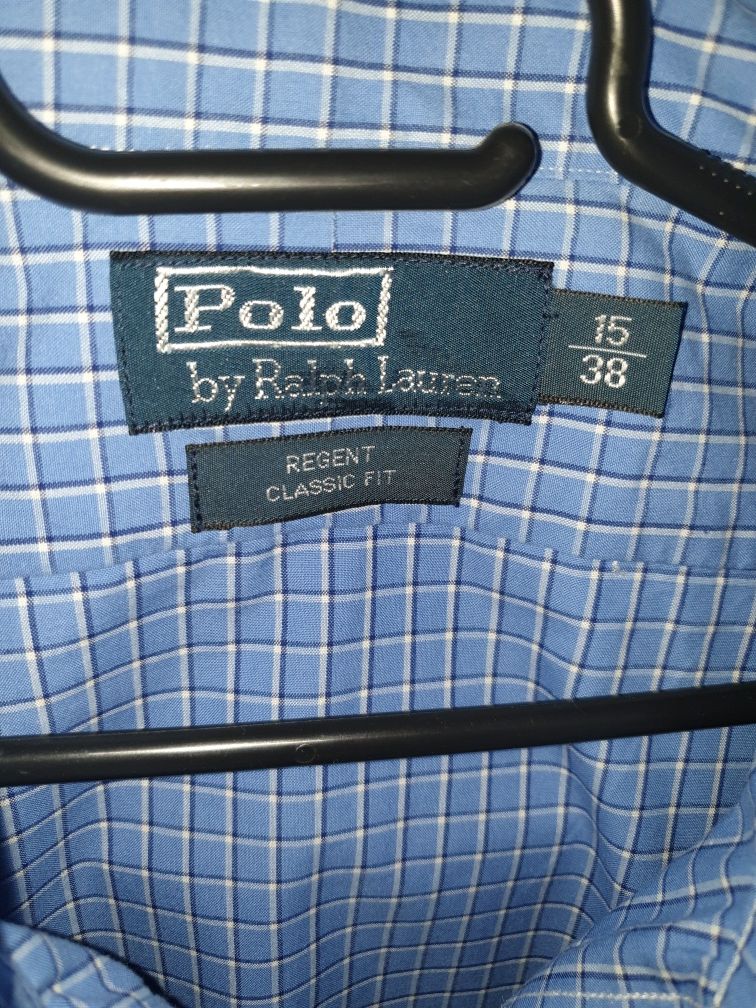 Polo
by Ralph Lauren
15
38
REGENT
CLASSIC FIT